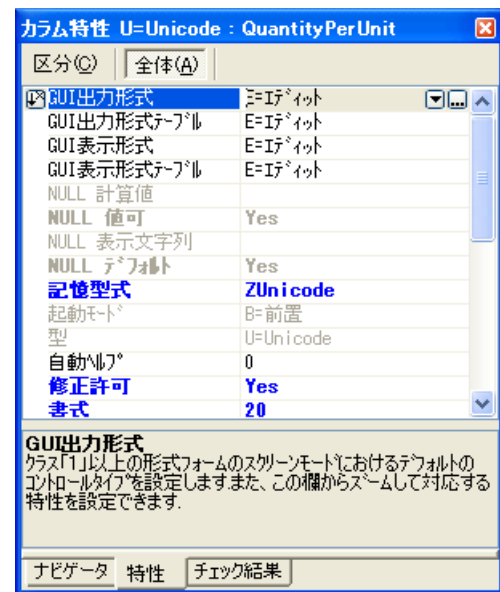 カラム特性 U=Unicode : QuantityPerUnit
区分(C) 全体(A)
GUI出力形式 E=ｴﾃﾞｨｯﾄ
GUI出力形式ﾃｰﾌﾞﾙ E=ｴﾃﾞｨｯﾄ
GUI表示形式 E=ｴﾃﾞｨｯﾄ
GUI表示形式ﾃｰﾌﾞﾙ E=ｴﾃﾞｨｯﾄ
NULL 計算値
NULL 値可 Yes
NULL 表示文字列
NULL ﾃﾞﾌｫﾙﾄ Yes
記憶型式 ZUnicode
起動ﾓｰﾄﾞ B=前置
型 U=Unicode
自動ﾍﾙﾌﾟ 0
修正許可 Yes
書式 20
GUI出力形式
ｸﾗｽ｢1｣以上の形式ﾌｫｰﾑのｽｸﾘｰﾝﾓｰﾄﾞにおけるﾃﾞﾌｫﾙﾄの
ｺﾝﾄﾛｰﾙﾀｲﾌﾟを設定します.また、この欄からｽﾞｰﾑして対応する
特性を設定できます.
ナビゲータ 特性 チェック結果